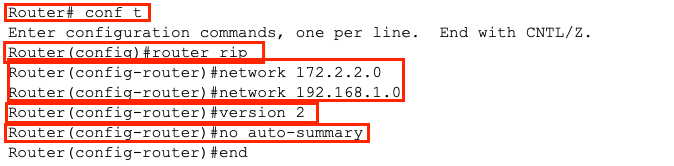 Router# conf t
Enter configuration commands, one per line.  End with CNTL/Z.
Router(config)#router rip
Router(config-router)#network 172.2.2.0
Router(config-router)#network 192.168.1.0
Router(config-router)#version 2
Router(config-router)#no auto-summary
Router(config-router)#end